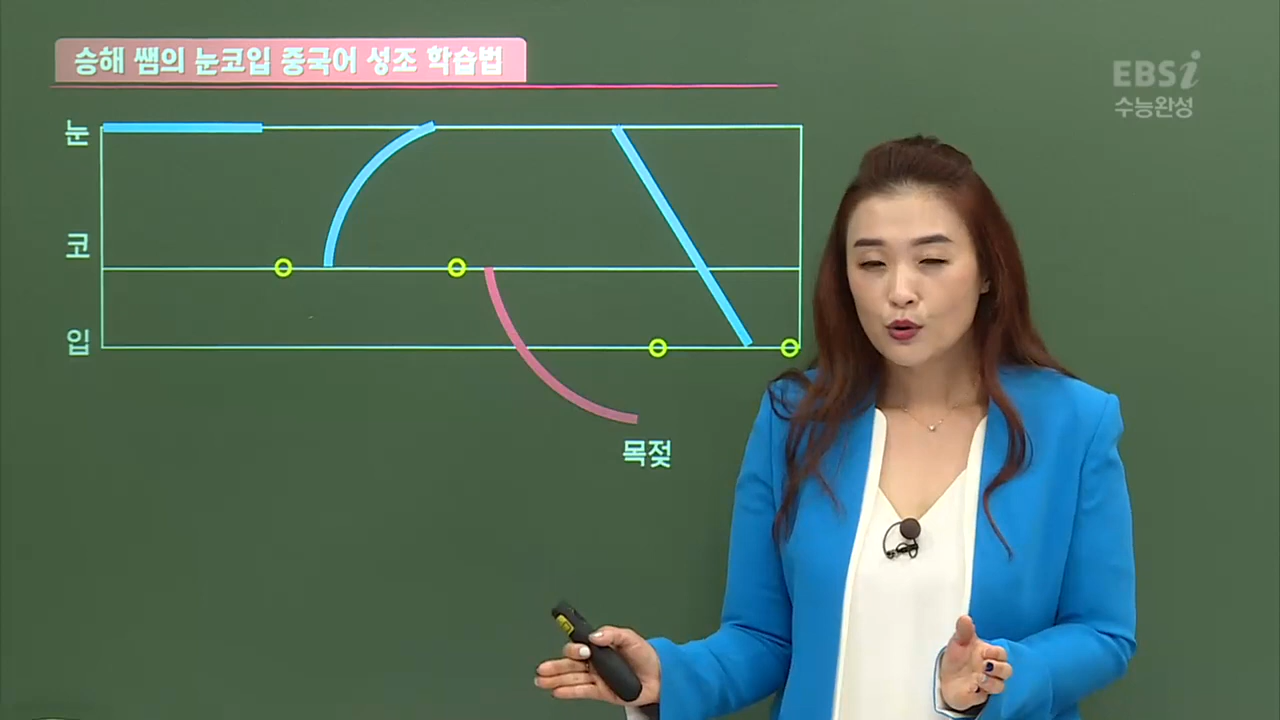 승해 쌤의 눈코입 중국어 성조 학습법
EBSi
수능완성
눈
코
입
목젖